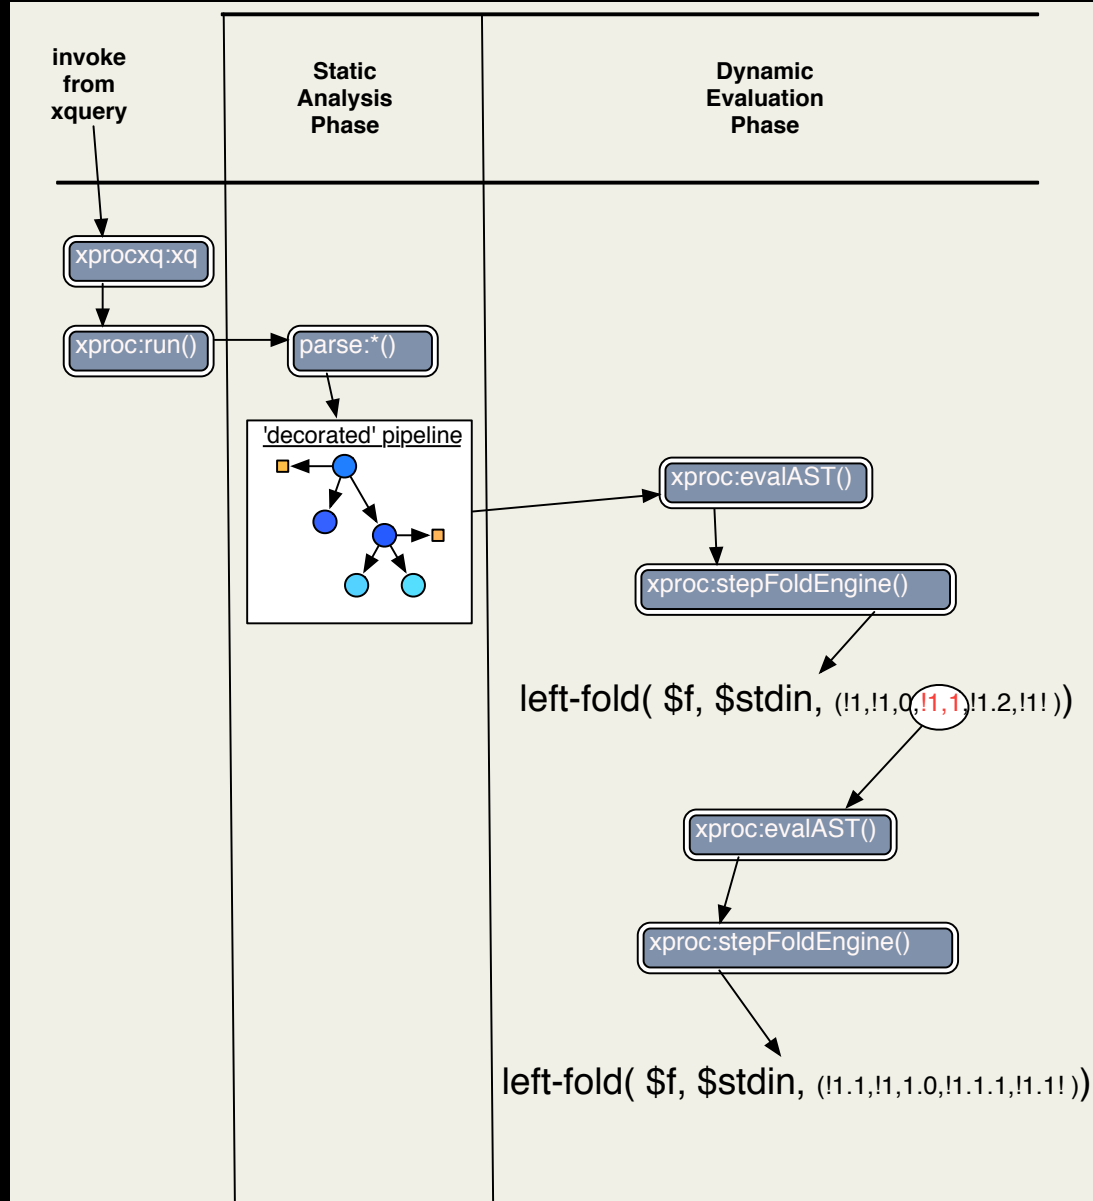 invoke
from
xquery
Static
Analysis
Phase
Dynamic
Evaluation
Phase
xprocxq:xq
xproc:run()
parse:*()
'decorated' pipeline
xproc:evalAST()
xproc:stepFoldEngine()
left-fold( $f, $stdin, (!1,!1,0,!1,1,!1.2,!1! ))
xproc:evalAST()
xproc:stepFoldEngine()
left-fold( $f, $stdin, (!1.1,!1,1.0,!1.1.1,!1.1! ))